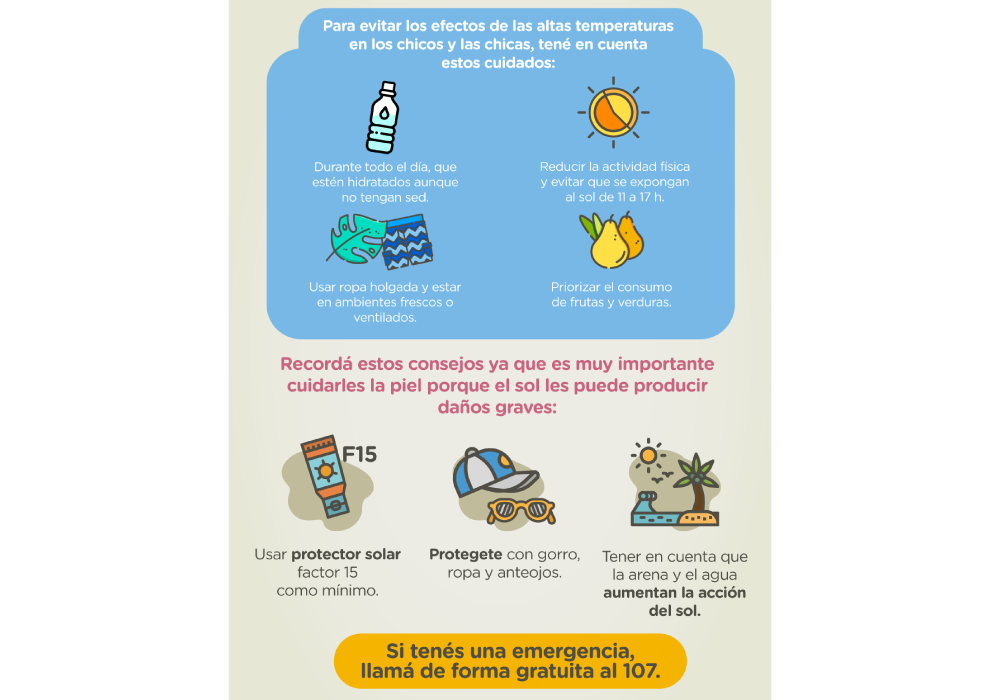 Para evitar los efectos de las altas temperaturas
en los chicos y las chicas, tené en cuenta
estos cuidados:
Durante todo el día, que
estén hidratados aunque
no tengan sed.
Reducir la actividad física
y evitar que se expongan
al sol de 11 a 17 h.
Usar ropa holgada y estar
en ambientes frescos o
ventilados.
Priorizar el consumo
de frutas y verduras.
Recordá estos consejos ya que es muy importante
cuidarles la piel porque el sol les puede producir
daños graves:
F15
Usar protector solar
factor 15
como mínimo.
Protegete con gorro,
ropa y anteojos.
Tener en cuenta que
la arena y el agua
aumentan la acción
del sol.
Si tenés una emergencia,
llamá de forma gratuita al 107.